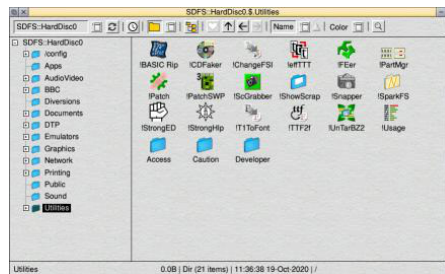 SDFS::HardDisc0.$.Utilities
SDFS::HardDisc0
Name
Color
SDFS::HardDisc0
!config
Apps
AudioVideo
BBC
Diversions
Documents
DTP
Emulators
Graphics
Network
Printing
Public
Sound
Utilities
!BASIC Rip !CDFaker !ChangeFSI !effTTT !FEer !PartMgr
!Patch !PatchSWP !ScGrabber !ShowScrap !Snapper !SparkFS
!StrongED !StrongHlp !T1ToFont !TTF2f !UnTarBZ2 !Usage
Access Caution Developer
Utilities 0.0B | Dir (21 items) | 11:36:38 19-Oct-2020 | /